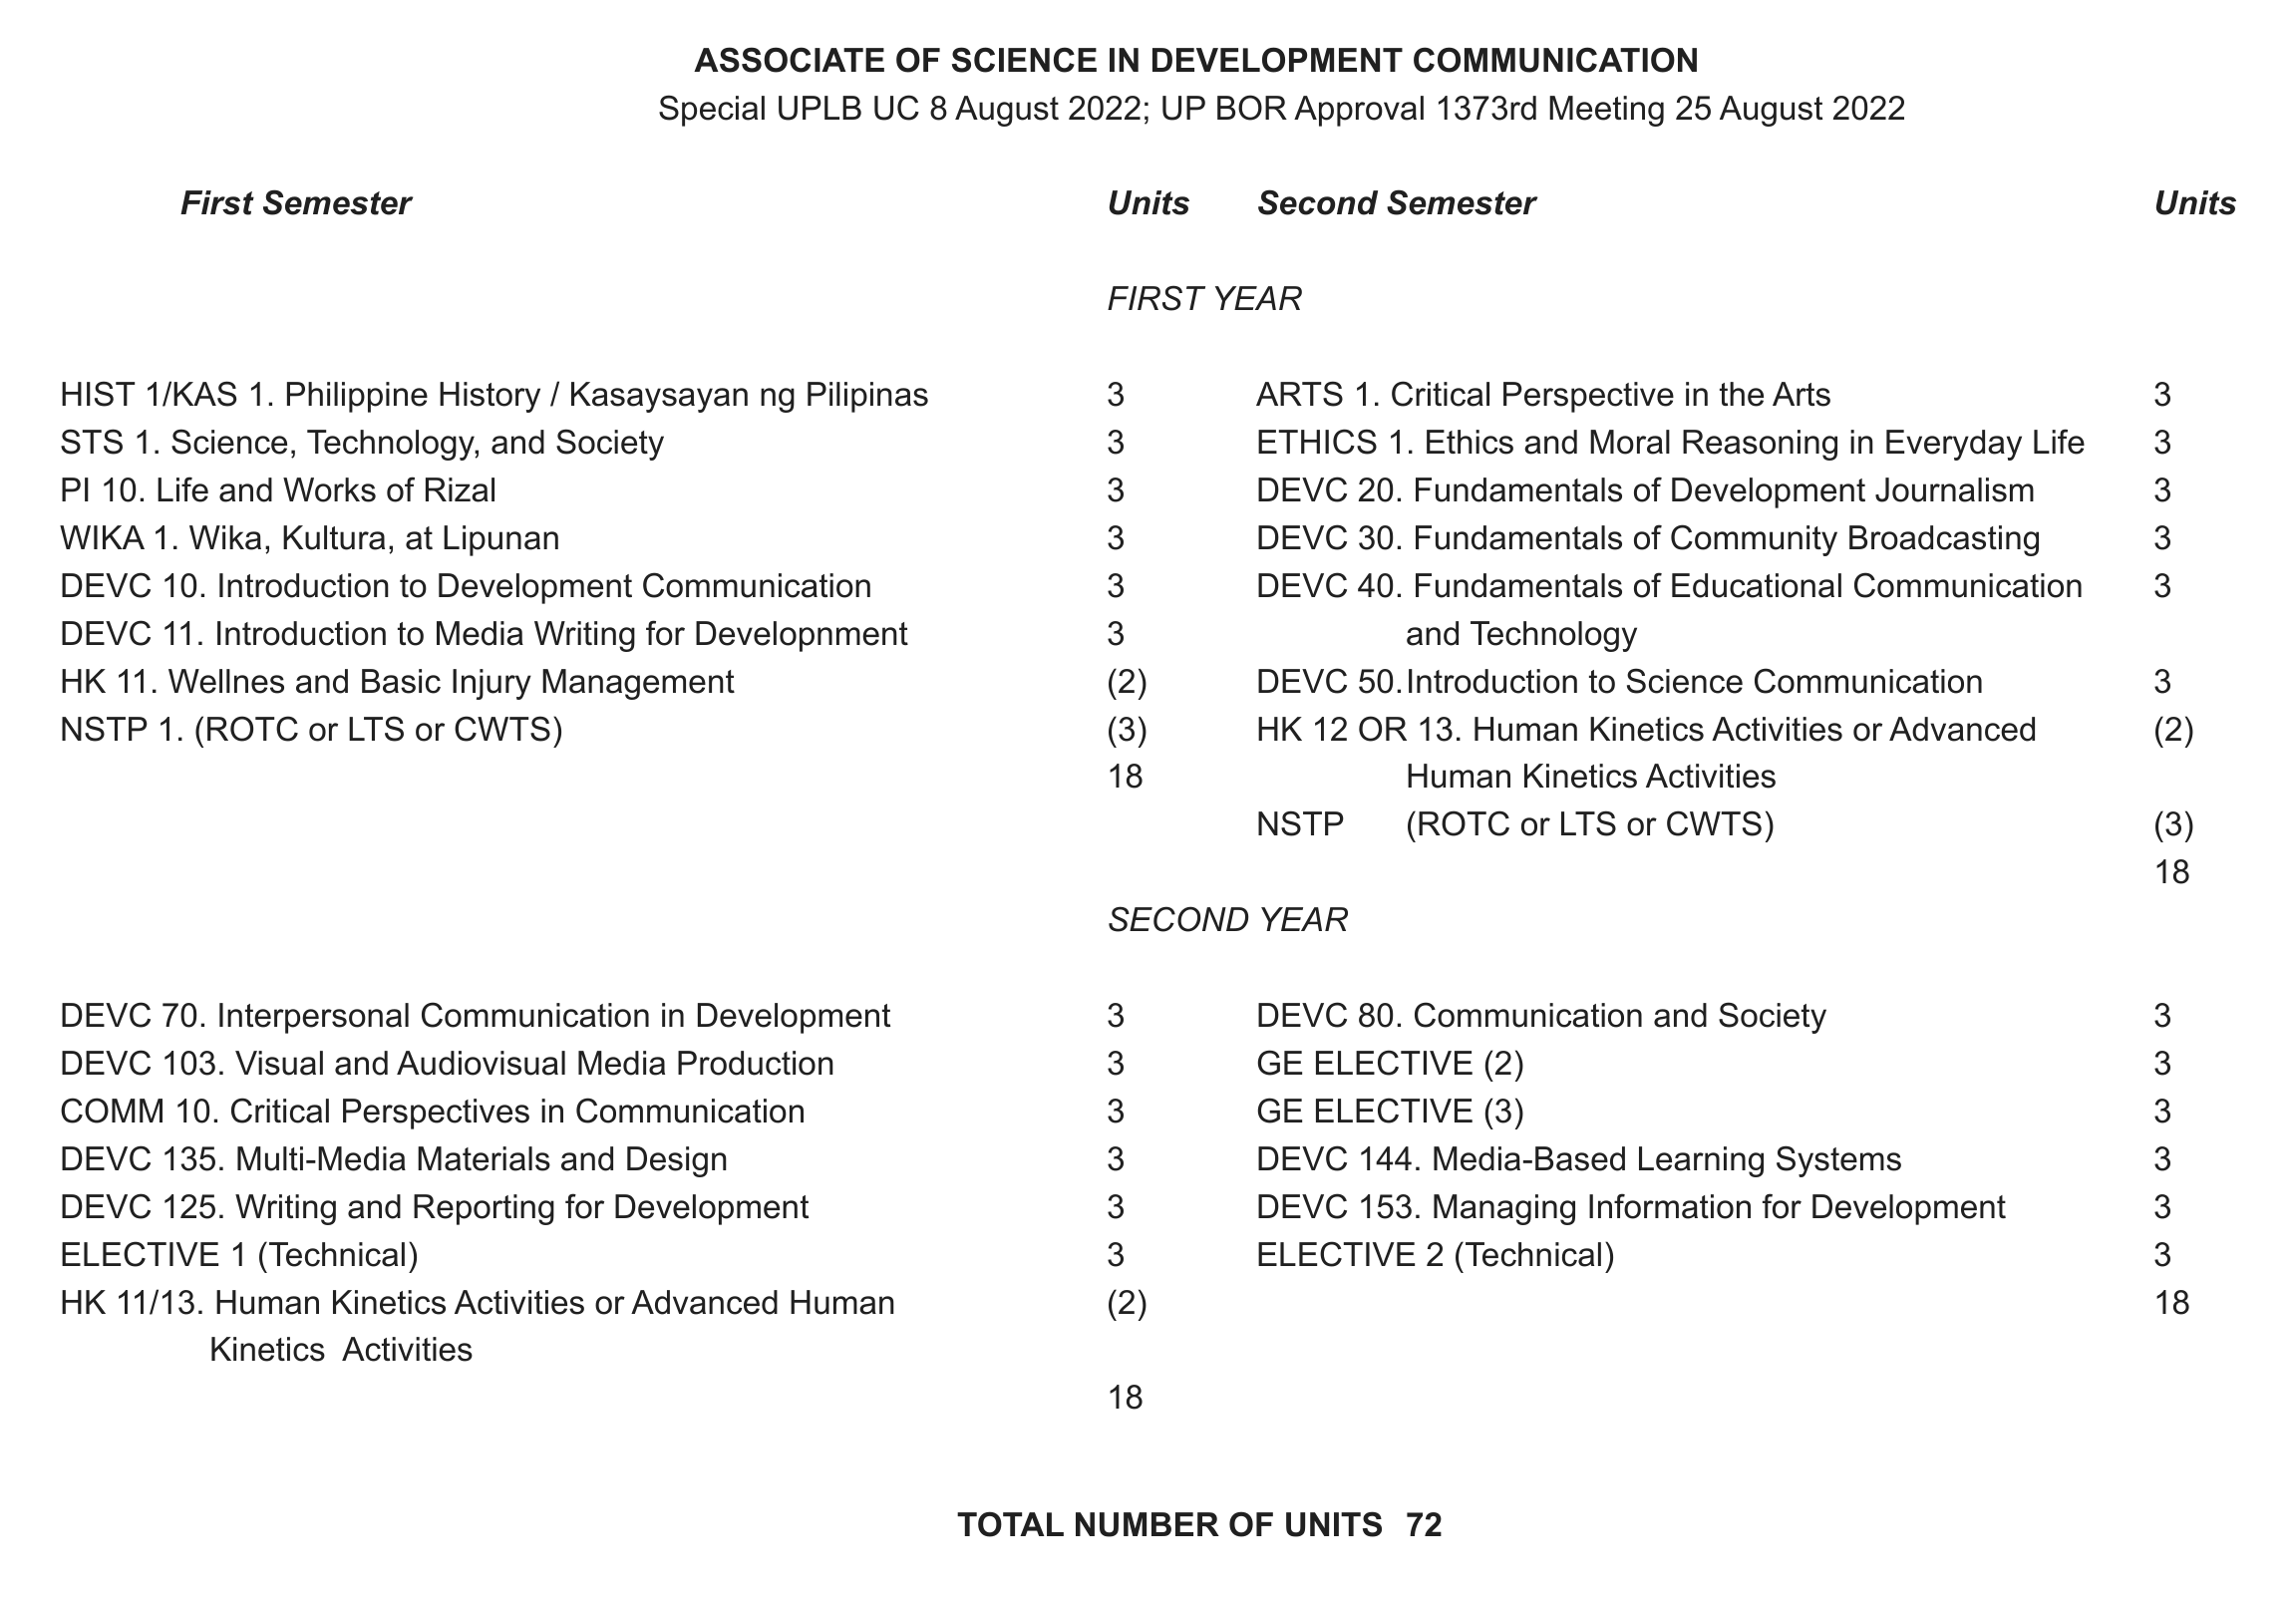 ASSOCIATE OF SCIENCE IN DEVELOPMENT COMMUNICATION
Special UPLB UC 8 August 2022; UP BOR Approval 1373rd Meeting 25 August 2022
First Semester Units Second Semester Units
FIRST YEAR
HIST 1/KAS 1. Philippine History / Kasaysayan ng Pilipinas 3 ARTS 1. Critical Perspective in the Arts 3
STS 1. Science, Technology, and Society 3 ETHICS 1. Ethics and Moral Reasoning in Everyday Life 3
PI 10. Life and Works of Rizal 3 DEVC 20. Fundamentals of Development Journalism 3
WIKA 1. Wika, Kultura, at Lipunan 3 DEVC 30. Fundamentals of Community Broadcasting 3
DEVC 10. Introduction to Development Communication 3 DEVC 40. Fundamentals of Educational Communication 3
DEVC 11. Introduction to Media Writing for Developnment 3 and Technology
HK 11. Wellnes and Basic Injury Management (2) DEVC 50.Introduction to Science Communication 3
NSTP 1. (ROTC or LTS or CWTS) (3) HK 12 OR 13. Human Kinetics Activities or Advanced (2)
18 Human Kinetics Activities
NSTP (ROTC or LTS or CWTS) (3)
18
SECOND YEAR
DEVC 70. Interpersonal Communication in Development 3 DEVC 80. Communication and Society 3
DEVC 103. Visual and Audiovisual Media Production 3 GE ELECTIVE (2) 3
COMM 10. Critical Perspectives in Communication 3 GE ELECTIVE (3) 3
DEVC 135. Multi-Media Materials and Design 3 DEVC 144. Media-Based Learning Systems 3
DEVC 125. Writing and Reporting for Development 3 DEVC 153. Managing Information for Development 3
ELECTIVE 1 (Technical) 3 ELECTIVE 2 (Technical) 3
HK 11/13. Human Kinetics Activities or Advanced Human (2) 18
Kinetics Activities
18
TOTAL NUMBER OF UNITS 72